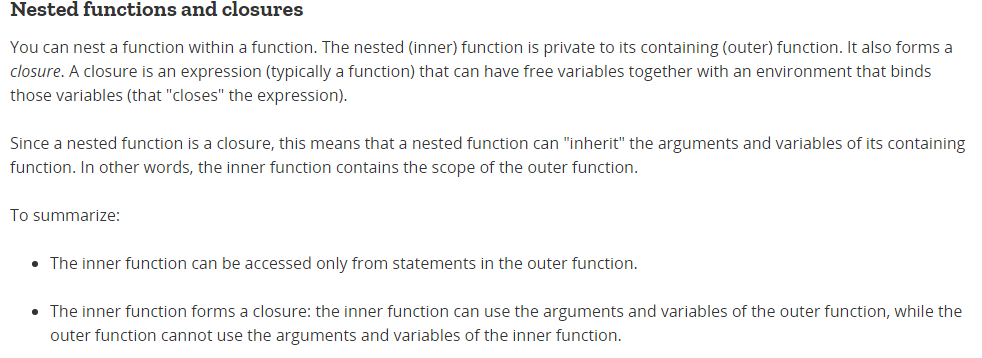 Nested functions and closures
You can nest a function within a function. The nested (inner) function is private to its containing (outer) function. It also forms a
closure. A closure is an expression (typically a function) that can have free variables together with an environment that binds
those variables (that "closes" the expression).
Since a nested function is a closure, this means that a nested function can "inherit" the arguments and variables of its containing
function. In other words, the inner function contains the scope of the outer function.
To summarize:
• The inner function can be accessed only from statements in the outer function.
• The inner function forms a closure: the inner function can use the arguments and variables of the outer function, while the
outer function cannot use the arguments and variables of the inner function.